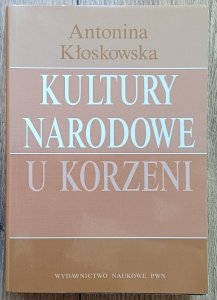 Antonina
Kłoskowska
KULTURY
NARODOWE
U KORZENI
WYDAWNICTWO NAUKOWE PWN